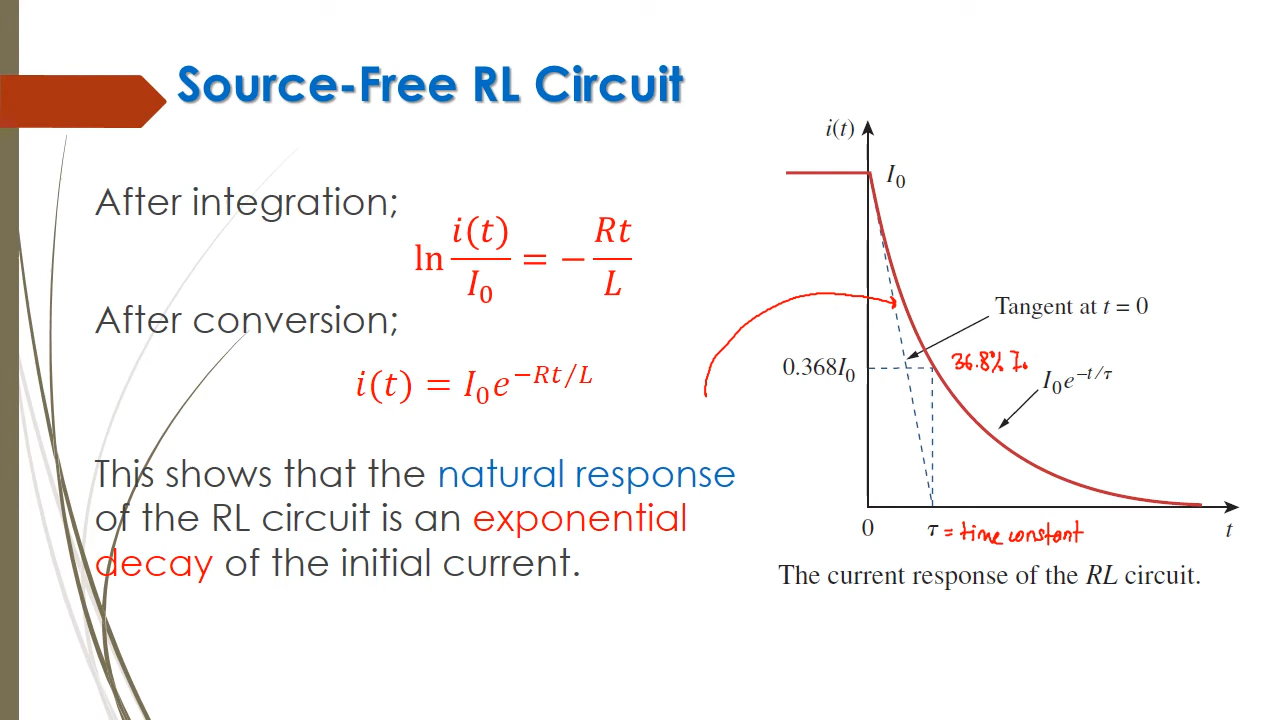 Source-Free RL Circuit
After integration;
ln i(t)/I₀ = − Rt/L
After conversion;
i(t) = I₀e^(−Rt/L)
This shows that the natural response
of the RL circuit is an exponential
decay of the initial current.
i(t)
I₀
Tangent at t = 0
0.368I₀
36.8% I₀
I₀e^(−t/τ)
0
τ = time constant
t
The current response of the RL circuit.